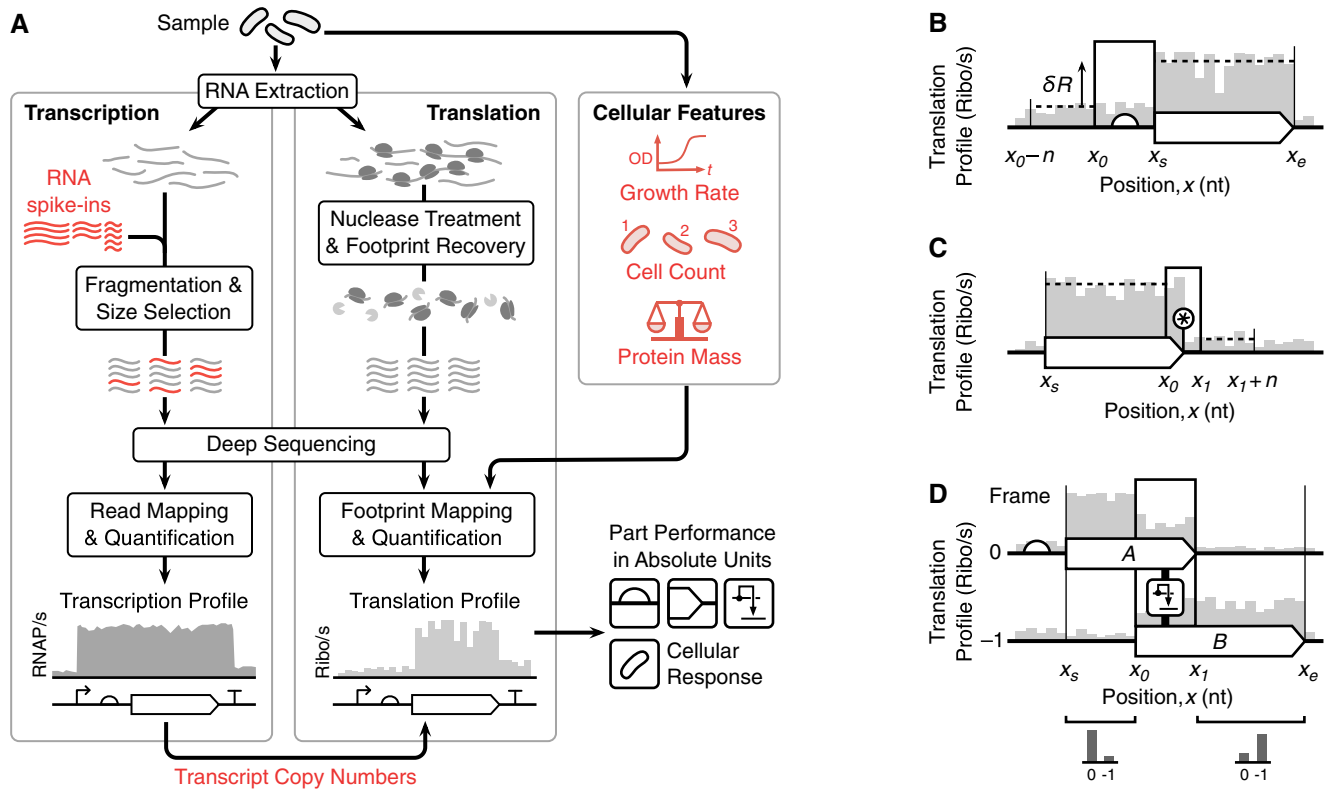 A
Sample
RNA Extraction
Transcription
Translation
Cellular Features
RNA
spike-ins
OD
t
Growth Rate
Nuclease Treatment
& Footprint Recovery
1
2
3
Cell Count
Fragmentation &
Size Selection
Protein Mass
Deep Sequencing
Read Mapping
& Quantification
Footprint Mapping
& Quantification
Part Performance
in Absolute Units
Transcription Profile
Translation Profile
RNAP/s
Ribo/s
Cellular
Response
Transcript Copy Numbers
B
Translation
Profile (Ribo/s)
δR
x0−n
x0
xs
xe
Position, x (nt)
C
Translation
Profile (Ribo/s)
*
xs
x0
x1
x1+n
Position, x (nt)
D
Frame
Translation
Profile (Ribo/s)
0
A
−1
B
xs
x0
x1
xe
Position, x (nt)
0 -1
0 -1